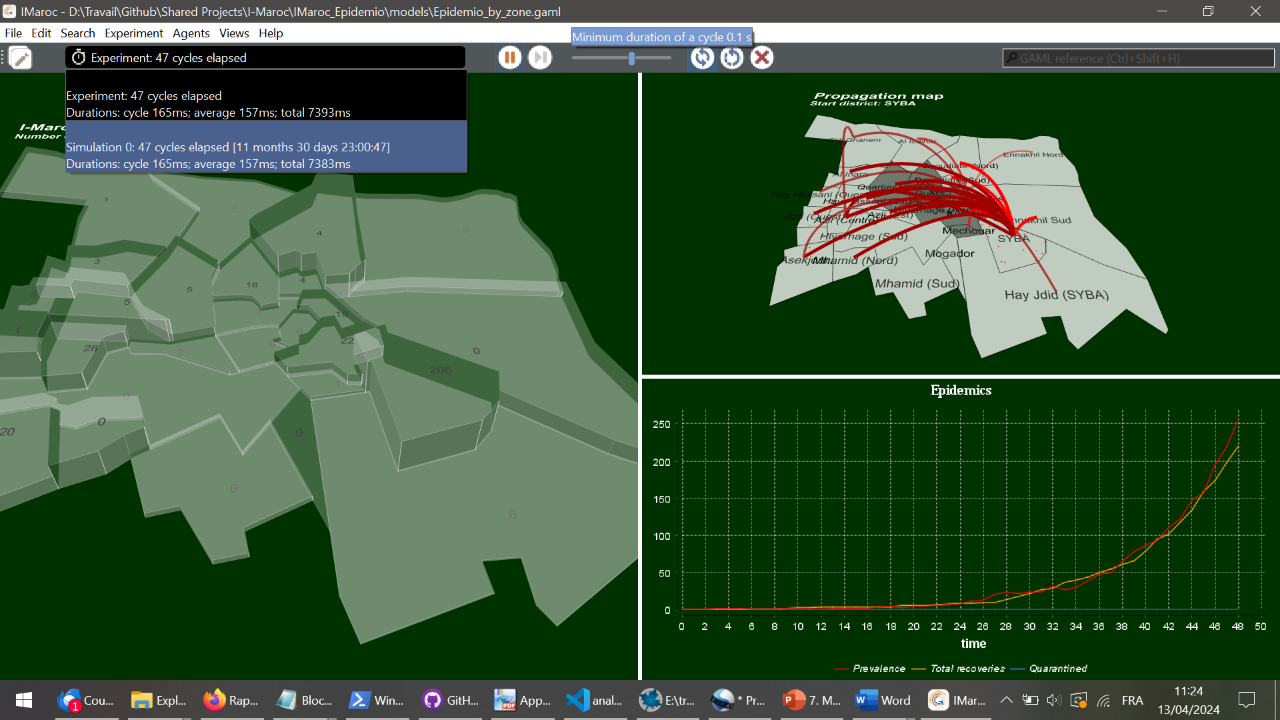 IMaroc - D:\Travail\Github\Shared Projects\I-Maroc\IMaroc_Epidemio\models\Epidemio_by_zone.gaml
File Edit Search Experiment Agents Views Help
Minimum duration of a cycle 0.1 s
Experiment: 47 cycles elapsed
GAML reference (Ctrl+Shift+H)
Experiment: 47 cycles elapsed
Durations: cycle 165ms; average 157ms; total 7393ms
Simulation 0: 47 cycles elapsed [11 months 30 days 23:00:47]
Durations: cycle 165ms; average 157ms; total 7383ms
1
0
4
3
5
5
18
4
22
0
26
206
0
20
0
0
0
Propagation map
Start district: SYBA
Ennakhil Nord
Ennakhil Sud
Hivernage (Sud)
Mechouar
SYBA
Mogador
Mhamid (Nord)
Mhamid (Sud)
Hay Jdid (SYBA)
Epidemics
250
200
150
100
50
0
0 2 4 6 8 10 12 14 16 18 20 22 24 26 28 30 32 34 36 38 40 42 44 46 48 50
time
Prevalence Total recoveries Quarantined
1 Cou... Expl... Rap... Bloc... Win... GitH... App... anal... E:\tr... * Pr... 7. M... Word IMar... FRA
11:24
13/04/2024